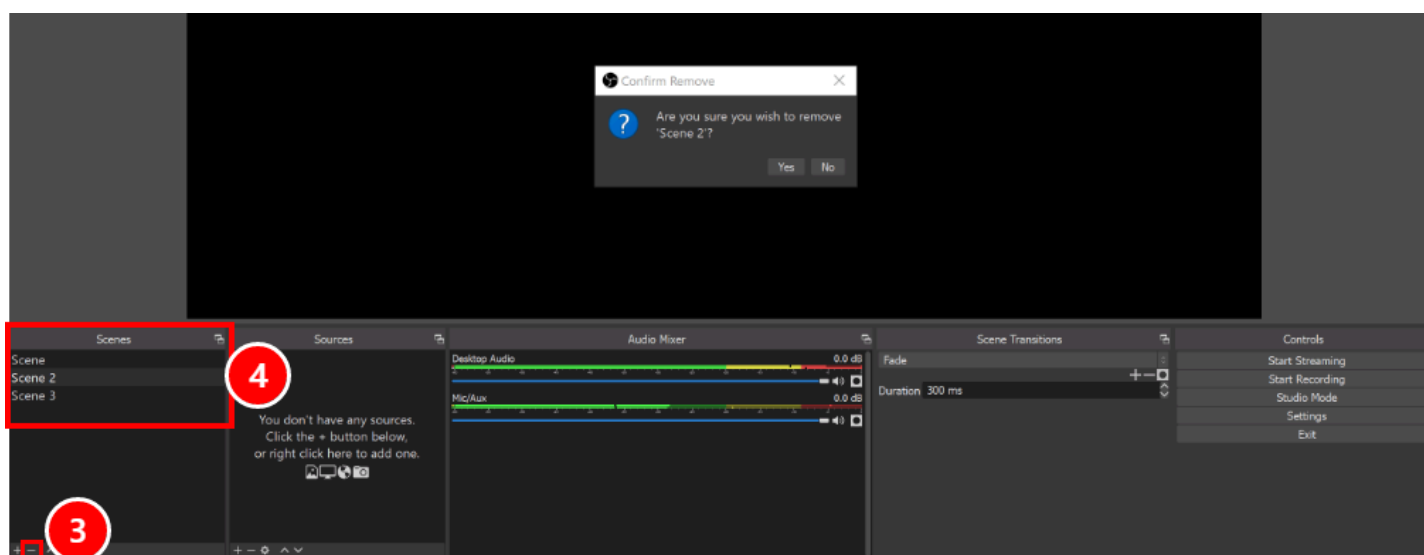 Confirm Remove
Are you sure you wish to remove
'Scene 2'?
Yes No
Scenes
Scene
Scene 2
Scene 3
4
3
Sources
You don't have any sources.
Click the + button below,
or right click here to add one.
Audio Mixer
Desktop Audio 0.0 dB
Mic/Aux 0.0 dB
Scene Transitions
Fade
Duration 300 ms
Controls
Start Streaming
Start Recording
Studio Mode
Settings
Exit